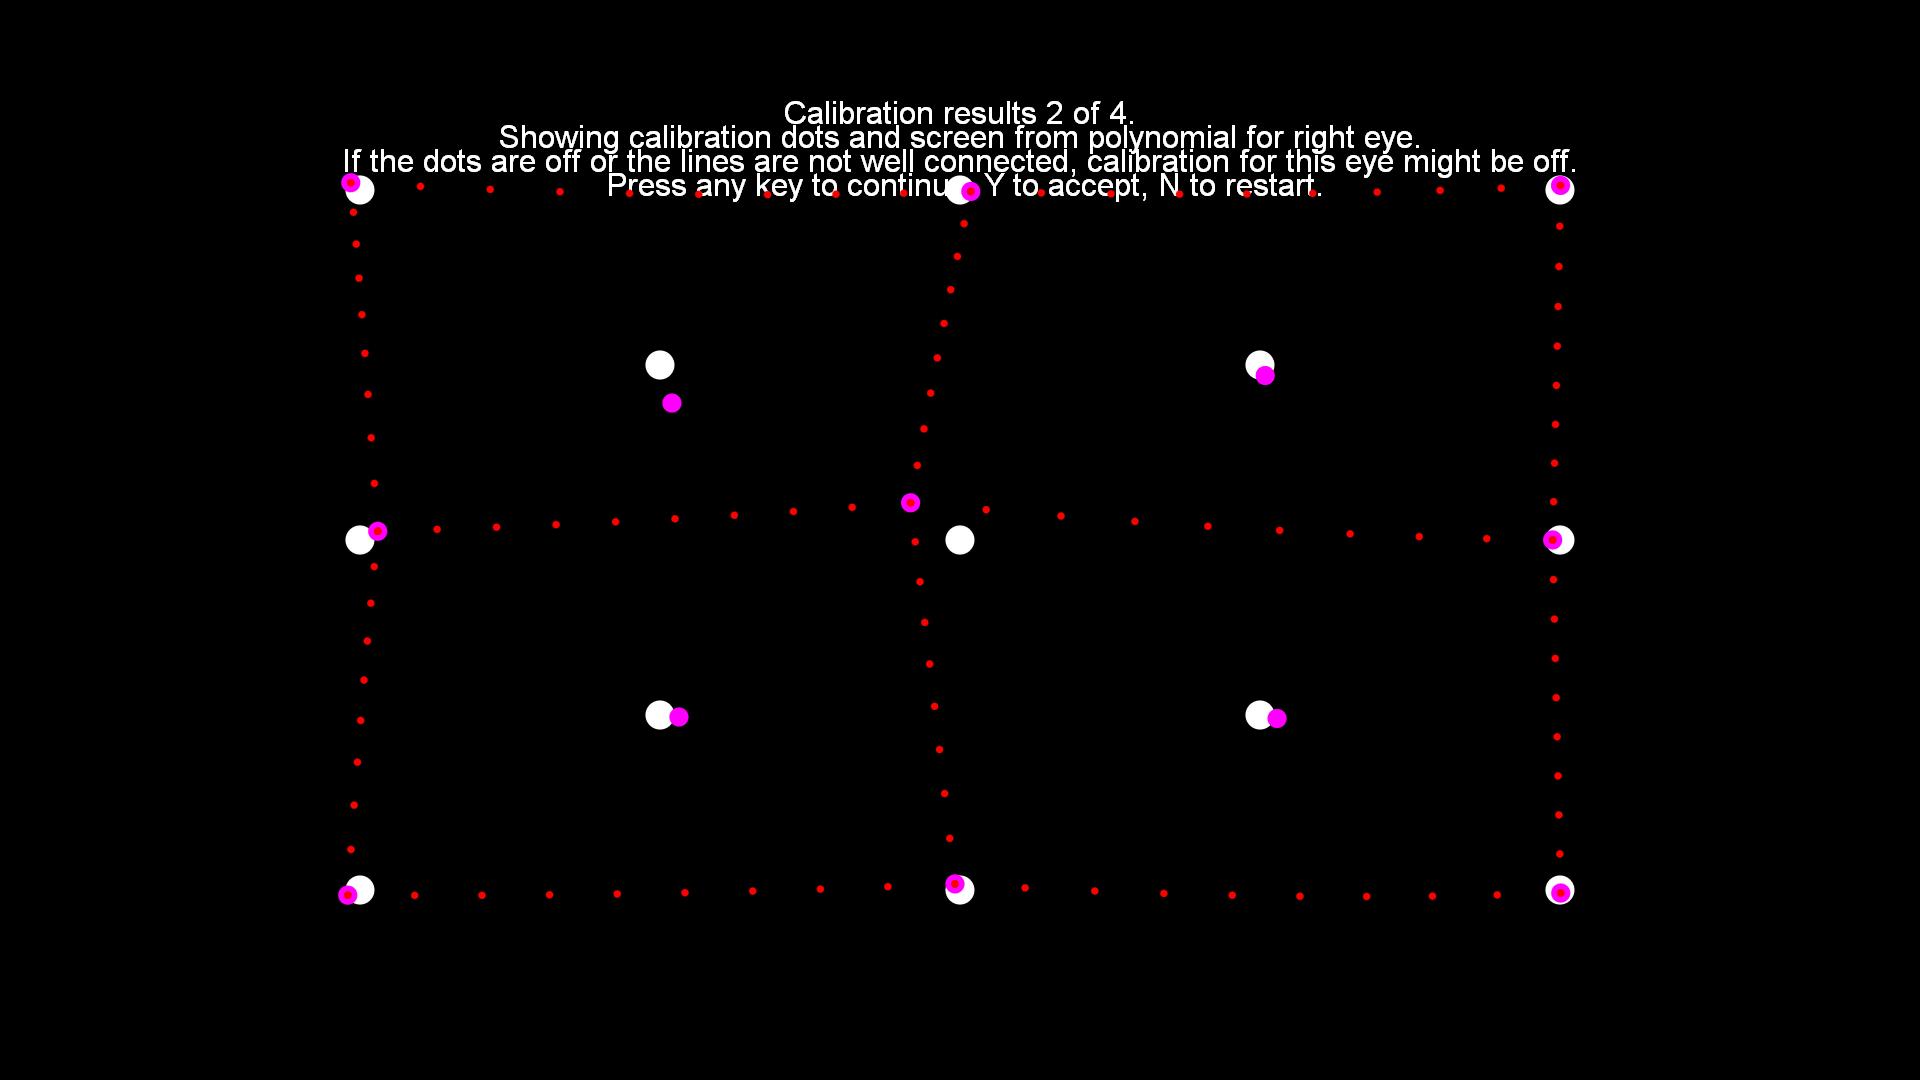 Calibration results 2 of 4.
Showing calibration dots and screen from polynomial for right eye.
If the dots are off or the lines are not well connected, calibration for this eye might be off.
Press any key to continue, Y to accept, N to restart.